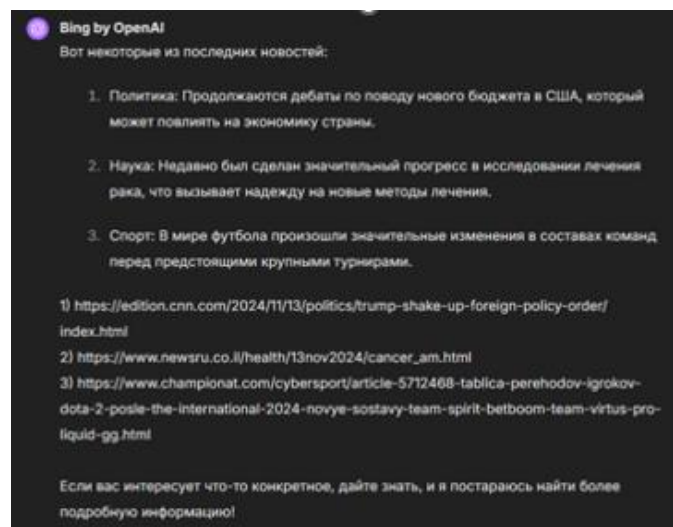 Bing by OpenAI
Вот некоторые из последних новостей:
1. Политика: Продолжаются дебаты по поводу нового бюджета в США, который
может повлиять на экономику страны.
2. Наука: Недавно был сделан значительный прогресс в исследовании лечения
рака, что вызывает надежду на новые методы лечения.
3. Спорт: В мире футбола произошли значительные изменения в составах команд
перед предстоящими крупными турнирами.
1) https://edition.cnn.com/2024/11/13/politics/trump-shake-up-foreign-policy-order/
index.html
2) https://www.newsru.co.il/health/13nov2024/cancer_am.html
3) https://www.championat.com/cybersport/article-5712468-tablica-perehodov-igrokov-
dota-2-posle-the-international-2024-novye-sostavy-team-spirit-betboom-team-virtus-pro-
liquid-gg.html
Если вас интересует что-то конкретное, дайте знать, и я постараюсь найти более
подробную информацию!